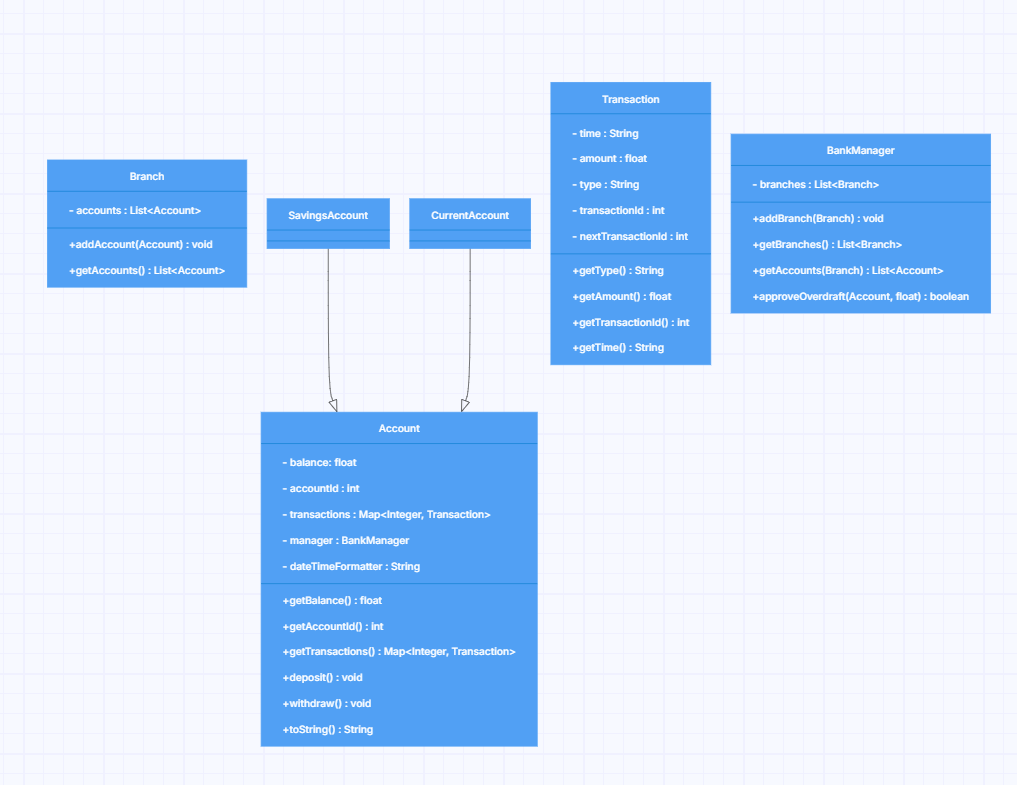 Branch
- accounts : List<Account>
+addAccount(Account) : void
+getAccounts() : List<Account>
SavingsAccount
CurrentAccount
Transaction
- time : String
- amount : float
- type : String
- transactionId : int
- nextTransactionId : int
+getType() : String
+getAmount() : float
+getTransactionId() : int
+getTime() : String
BankManager
- branches : List<Branch>
+addBranch(Branch) : void
+getBranches() : List<Branch>
+getAccounts(Branch) : List<Account>
+approveOverdraft(Account, float) : boolean
Account
- balance: float
- accountId : int
- transactions : Map<Integer, Transaction>
- manager : BankManager
- dateTimeFormatter : String
+getBalance() : float
+getAccountId() : int
+getTransactions() : Map<Integer, Transaction>
+deposit() : void
+withdraw() : void
+toString() : String